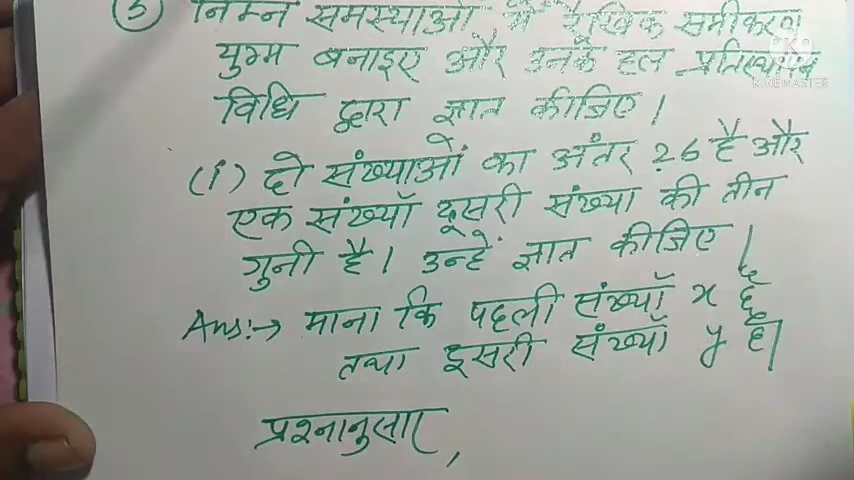 (3) निम्न समस्याओं में रैखिक समीकरण
युग्म बनाइए और उनके हल प्रतिस्थापन
विधि द्वारा ज्ञात कीजिए।
(i) दो संख्याओं का अंतर 26 है और
एक संख्याँ दूसरी संख्या की तीन
गुनी है। उन्हें ज्ञात कीजिए।
Ans:→ माना कि पहली संख्याँ x है
तथा दूसरी संख्याँ y है।
प्रश्नानुसार,
KINEMASTER